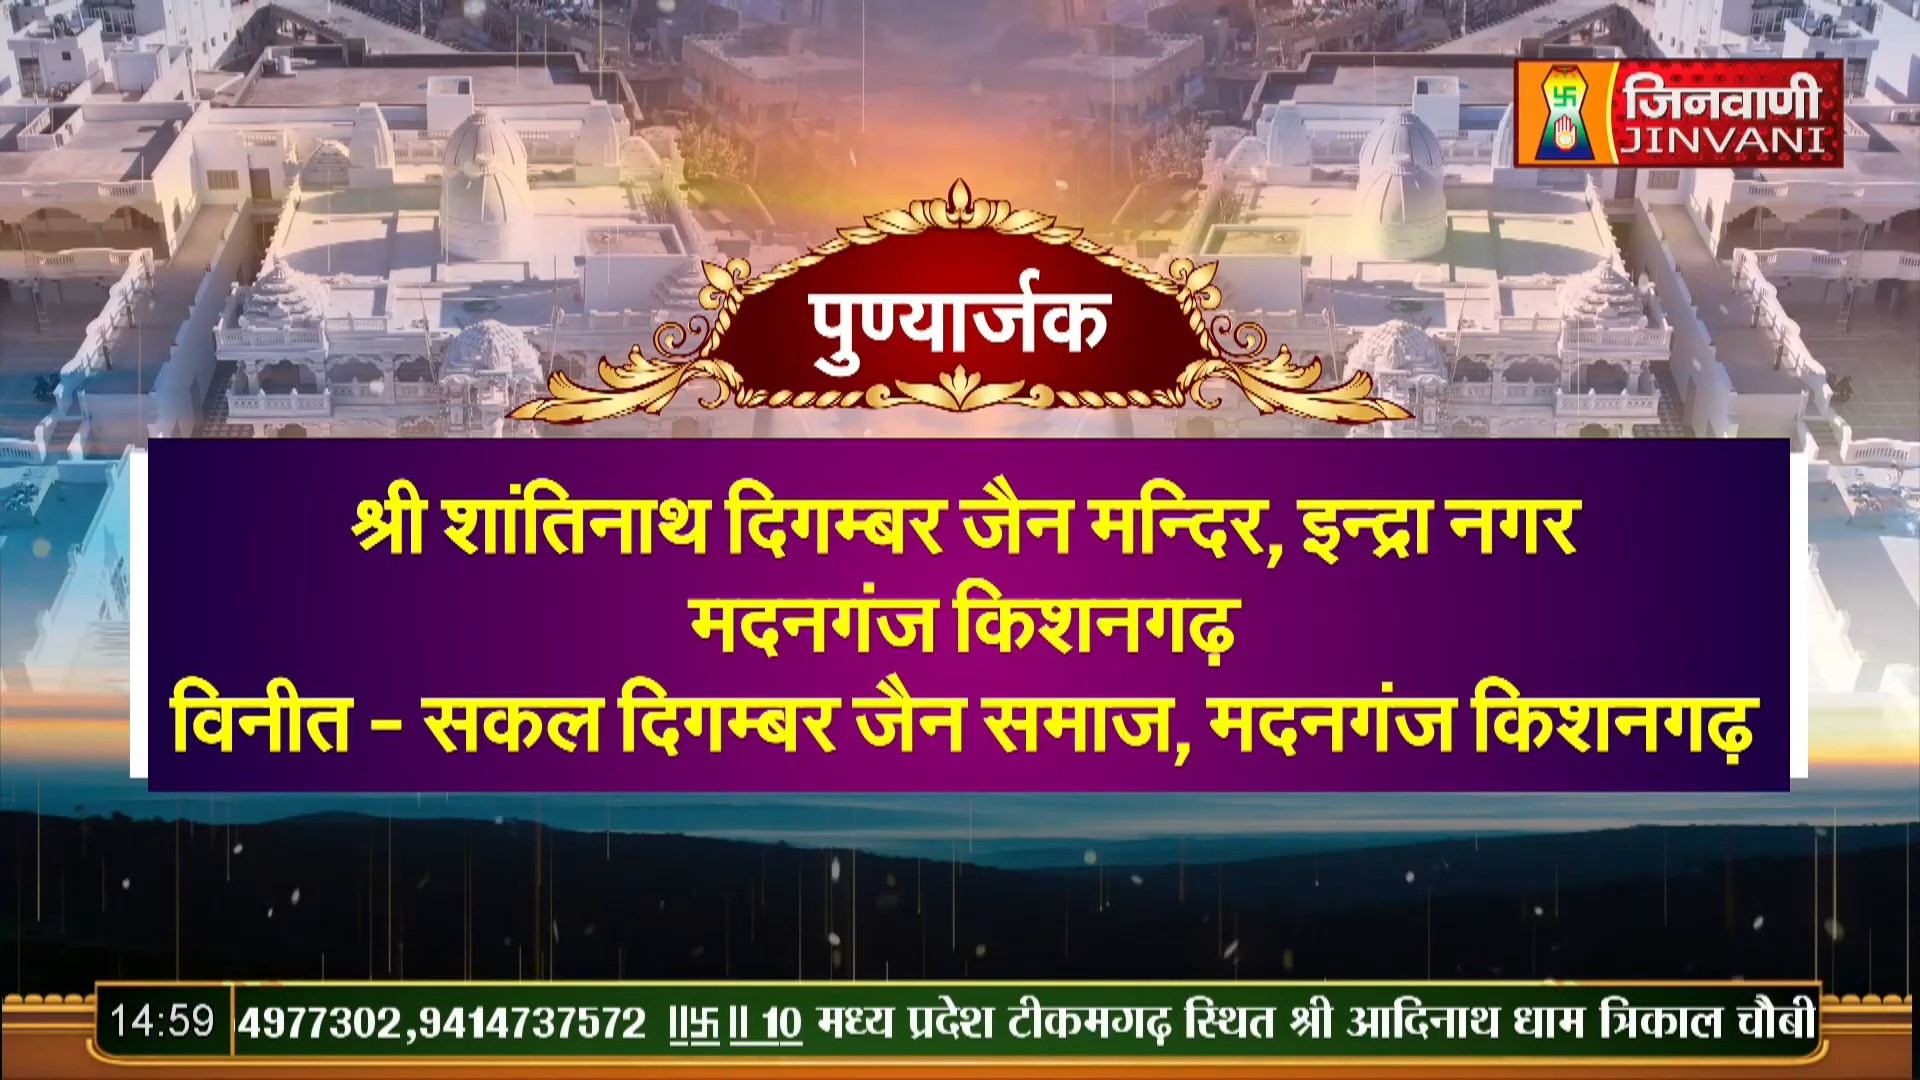 जिनवाणी
JINVANI
पुण्यार्जक
श्री शांतिनाथ दिगम्बर जैन मन्दिर, इन्द्रा नगर
मदनगंज किशनगढ़
विनीत - सकल दिगम्बर जैन समाज, मदनगंज किशनगढ़
14:59
4977302,9414737572 ॥卐॥ 10 मध्य प्रदेश टीकमगढ़ स्थित श्री आदिनाथ धाम त्रिकाल चौबी